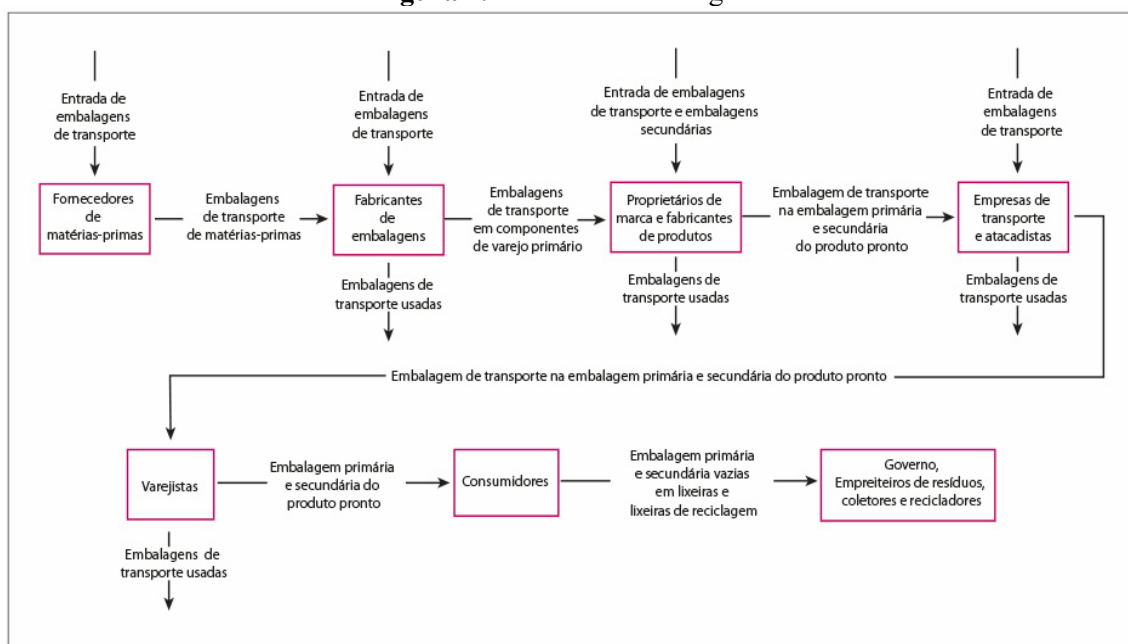 Entrada de
embalagens
de transporte
Entrada de
embalagens
de transporte
Entrada de embalagens
de transporte e embalagens
secundárias
Entrada de
embalagens
de transporte
Fornecedores
de
matérias-primas
Embalagens
de transporte
de matérias-primas
Fabricantes
de
embalagens
Embalagens
de transporte
em componentes
de varejo primário
Proprietários de
marca e fabricantes
de produtos
Embalagem de transporte
na embalagem primária
e secundária
do produto pronto
Empresas de
transporte
e atacadistas
Embalagens de
transporte usadas
Embalagens de
transporte usadas
Embalagens de
transporte usadas
Embalagem de transporte na embalagem primária e secundária do produto pronto
Varejistas
Embalagem primária
e secundária do
produto pronto
Consumidores
Embalagem primária
e secundária vazias
em lixeiras e
lixeiras de reciclagem
Governo,
Empreiteiros de resíduos,
coletores e recicladores
Embalagens de
transporte usadas